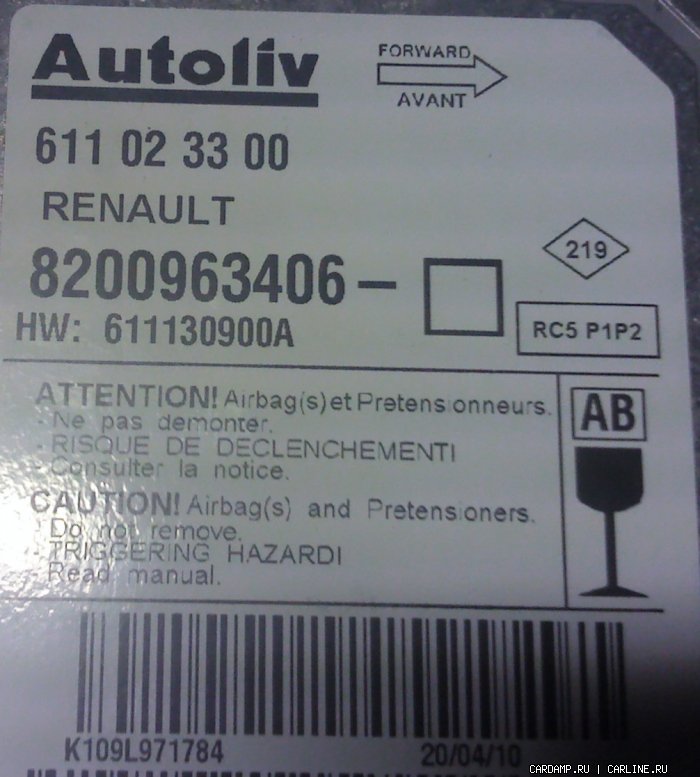 Autoliv
FORWARD
AVANT
611 02 33 00
RENAULT
219
8200963406-
RC5 P1P2
HW: 611130900A
ATTENTION! Airbag(s) et Pretensionneurs.
- Ne pas demonter.
- RISQUE DE DECLENCHEMENT!
- Consulter la notice.
AB
CAUTION! Airbag(s) and Pretensioners.
- Do not remove.
- TRIGGERING HAZARD!
- Read manual.
K109L971784
20/04/10
CARDAMP.RU | CARLINE.RU